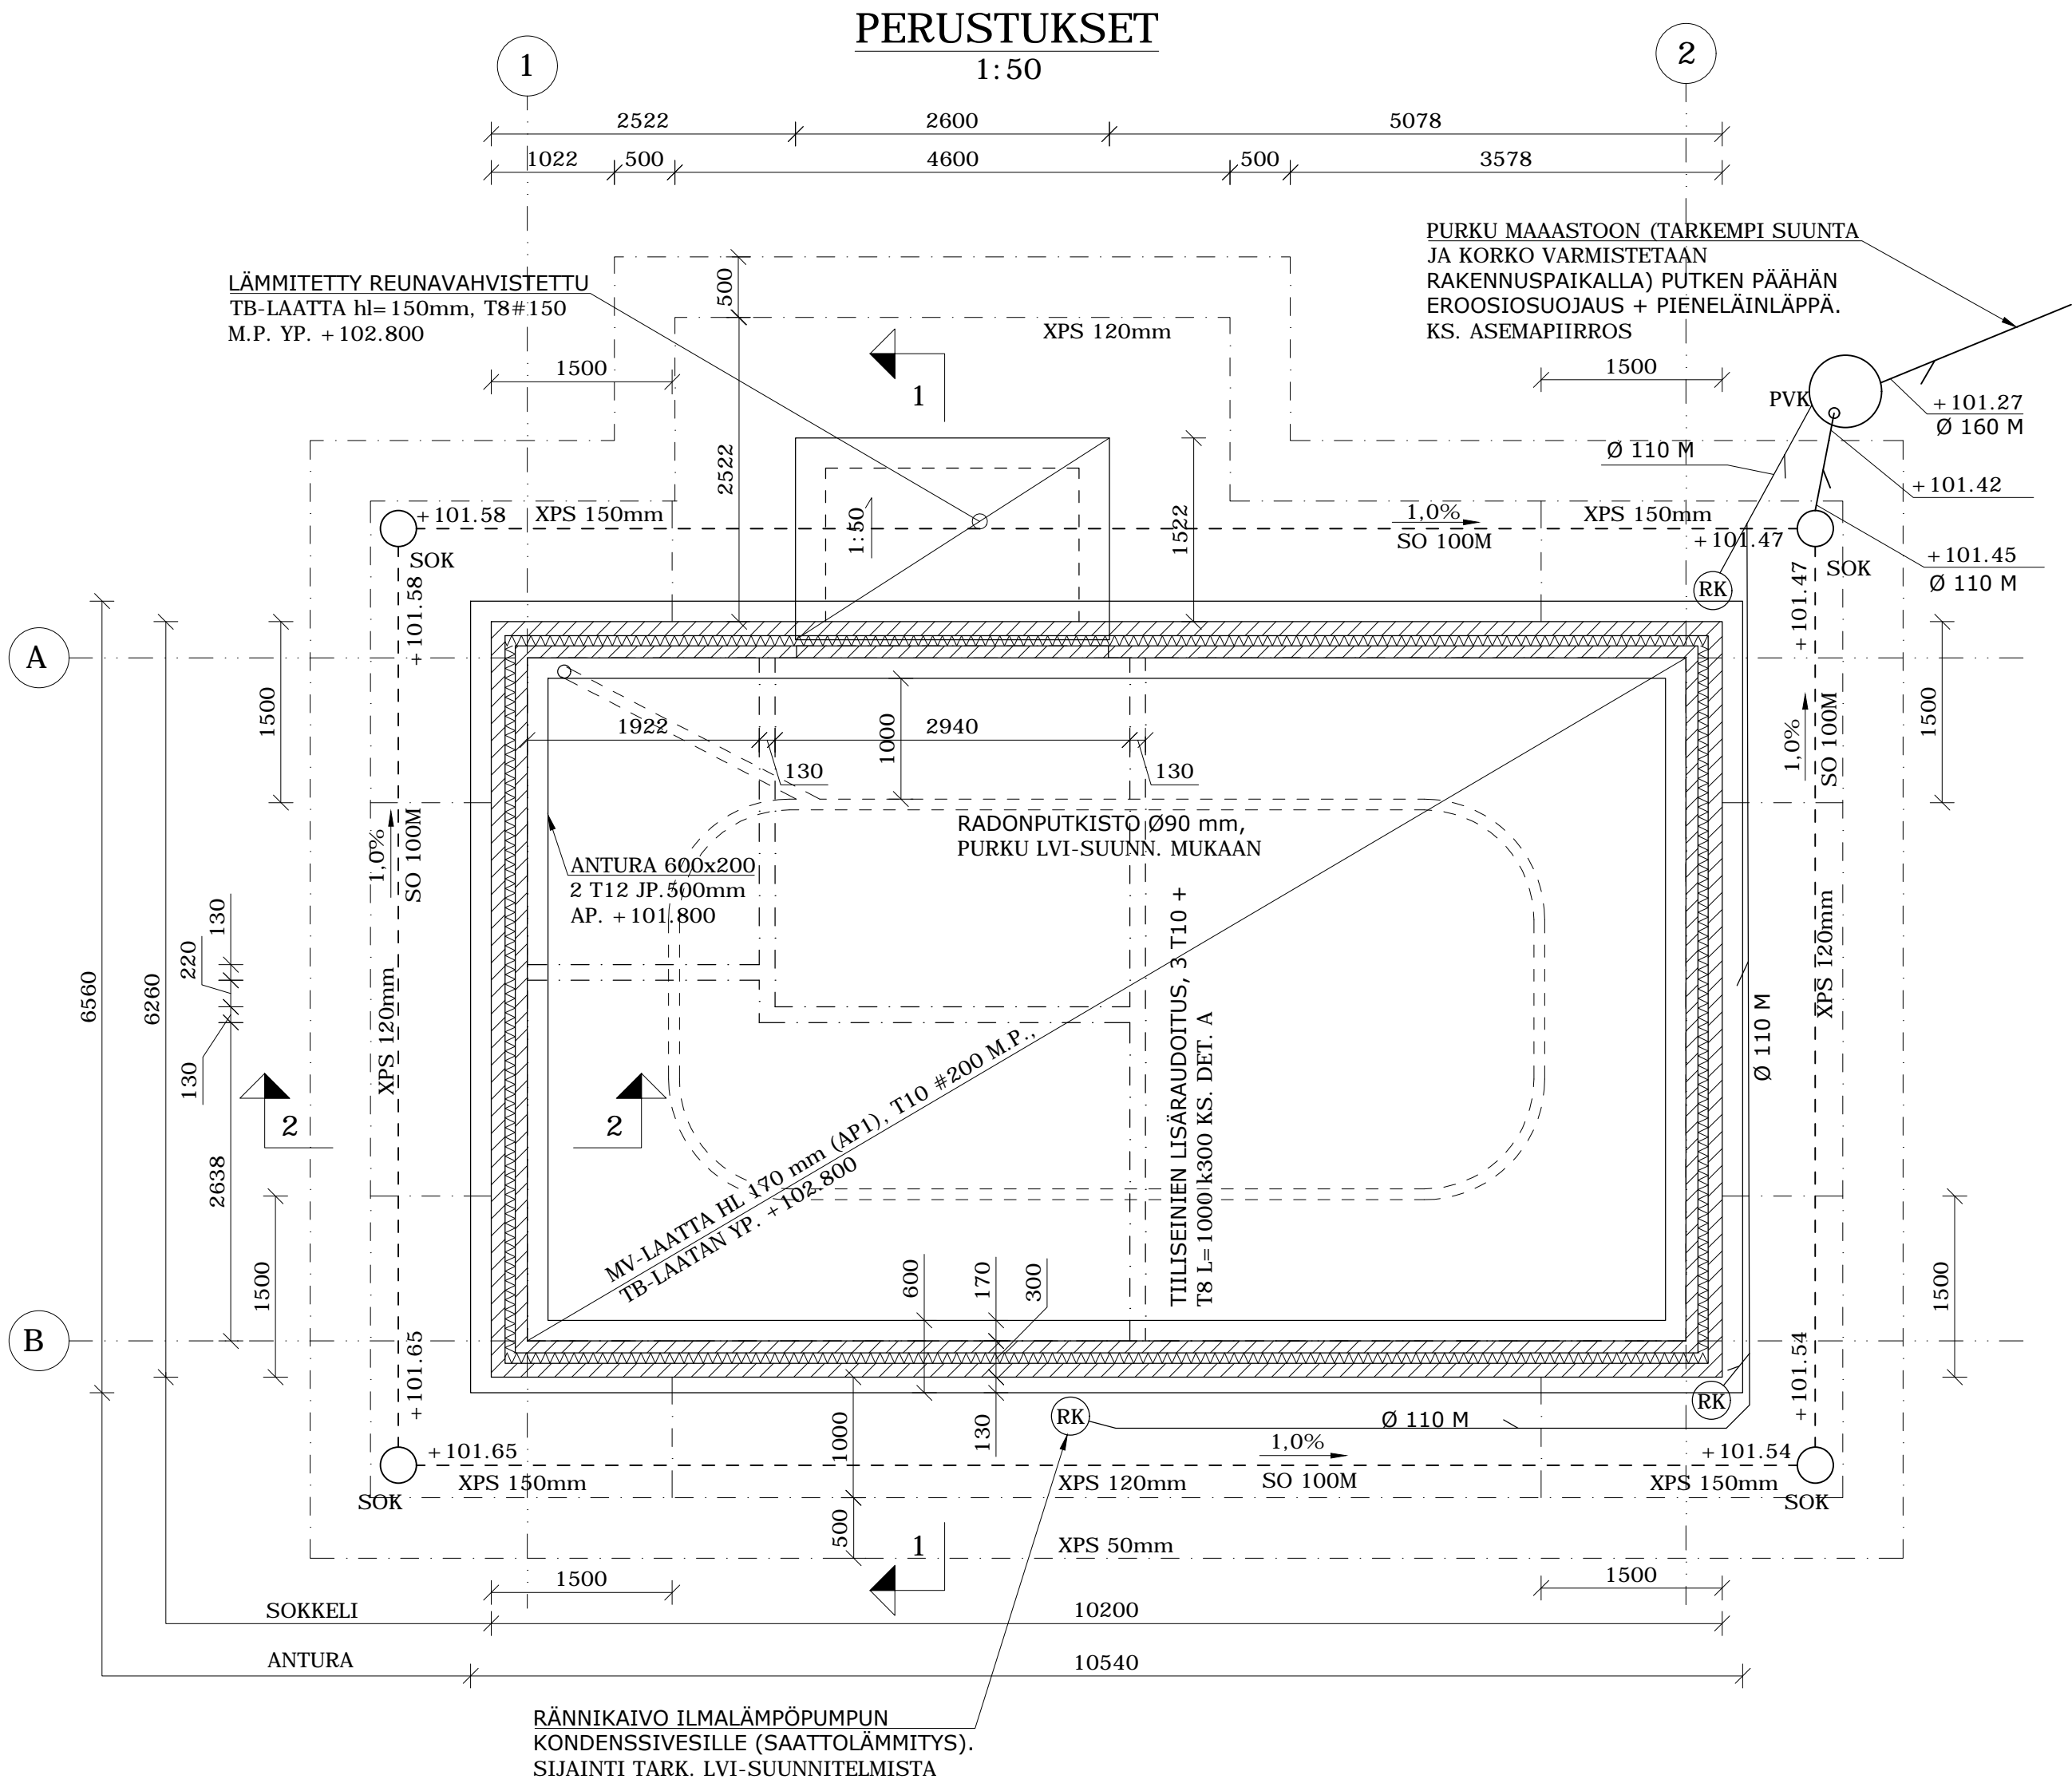 PERUSTUKSET
1:50
1
2
2522
2600
5078
1022
500
4600
500
3578
PURKU MAAASTOON (TARKEMPI SUUNTA
JA KORKO VARMISTETAAN
RAKENNUSPAIKALLA) PUTKEN PÄÄHÄN
EROOSIOSUOJAUS + PIENELÄINLÄPPÄ.
KS. ASEMAPIIRROS
LÄMMITETTY REUNAVAHVISTETTU
TB-LAATTA hl=150mm, T8#150
M.P. YP. +102.800
500
XPS 120mm
1500
1
1500
PVK
+101.27
Ø 160 M
2522
Ø 110 M
+101.42
+101.58
XPS 150mm
1:50
1522
1,0%
SO 100M
XPS 150mm
+101.47
SOK
+101.45
Ø 110 M
SOK
RK
+101.58
+101.47
A
1500
1922
2940
1000
130
130
1,0%
SO 100M
1500
RADONPUTKISTO Ø90 mm,
PURKU LVI-SUUNN. MUKAAN
1,0%
SO 100M
ANTURA 600x200
2 T12 JP.500mm
AP. +101.800
130
220
130
6560
6260
XPS 120mm
XPS 120mm
Ø 110 M
TIILISEINIEN LISÄRAUDOITUS, 3 T10 +
T8 L=1000 k300 KS. DET. A
2
2
2638
MV-LAATTA HL 170 mm (AP1), T10 #200 M.P.,
TB-LAATAN YP. +102.800
1500
600
170
300
1500
B
+101.65
+101.54
RK
1000
130
RK
Ø 110 M
+101.65
1,0%
+101.54
XPS 150mm
XPS 120mm
SO 100M
XPS 150mm
SOK
SOK
500
1
XPS 50mm
1500
1500
SOKKELI
10200
ANTURA
10540
RÄNNIKAIVO ILMALÄMPÖPUMPUN
KONDENSSIVESILLE (SAATTOLÄMMITYS).
SIJAINTI TARK. LVI-SUUNNITELMISTA